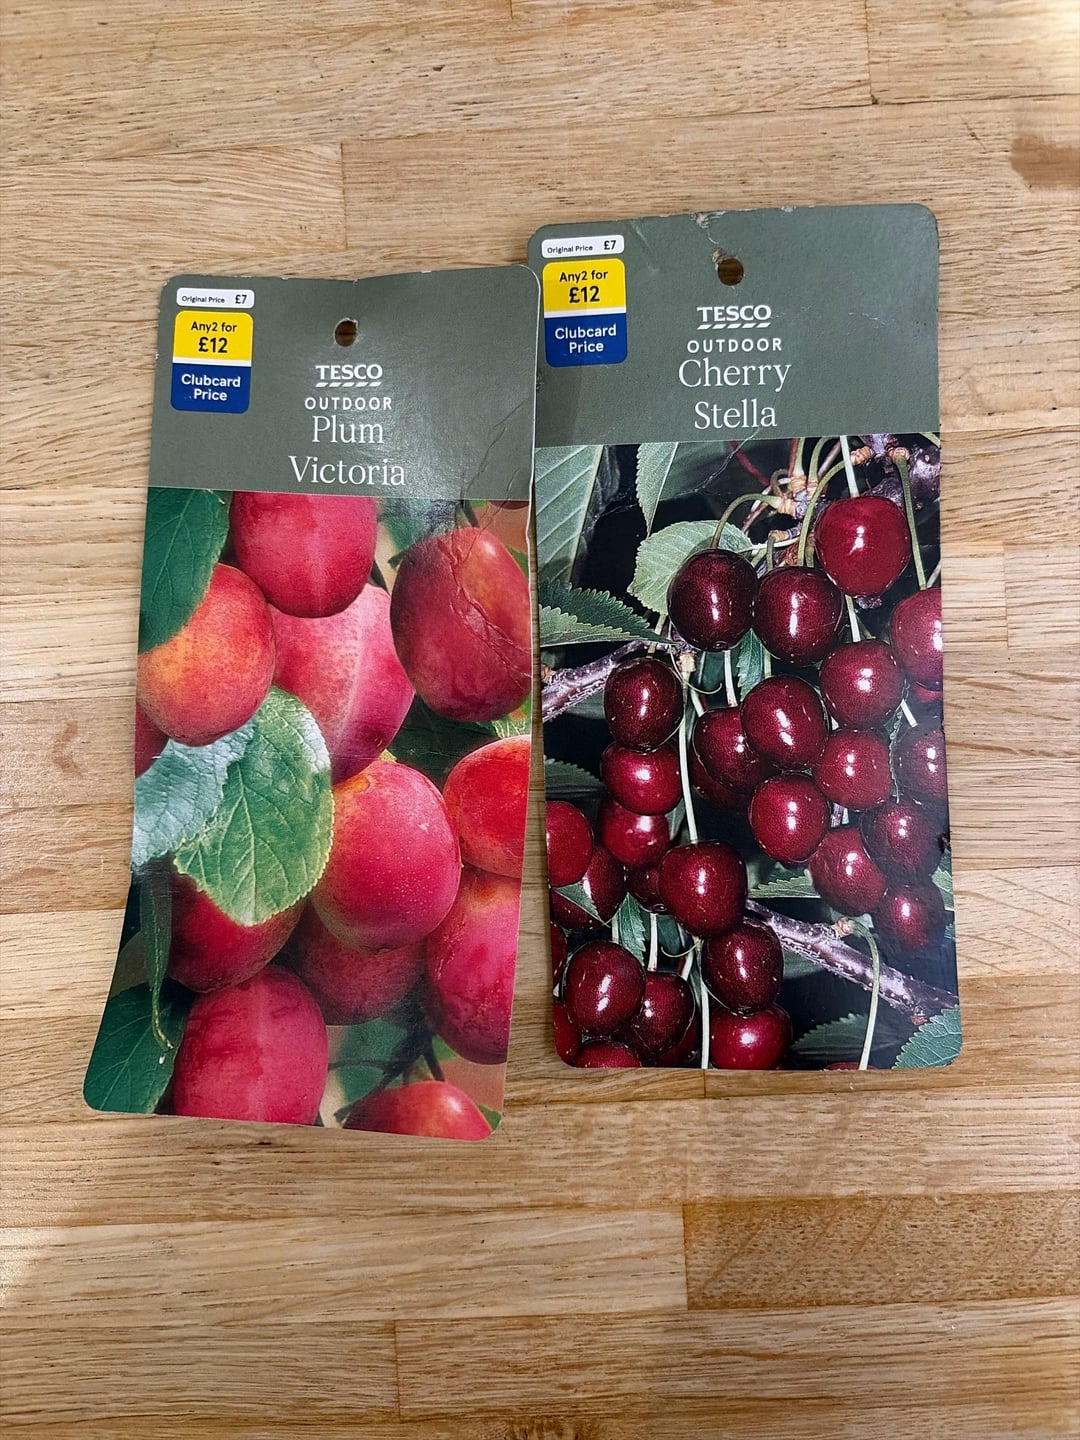 Original Price £7
Any2 for
£12
Clubcard
Price
TESCO
OUTDOOR
Plum
Victoria
Original Price £7
Any2 for
£12
Clubcard
Price
TESCO
OUTDOOR
Cherry
Stella